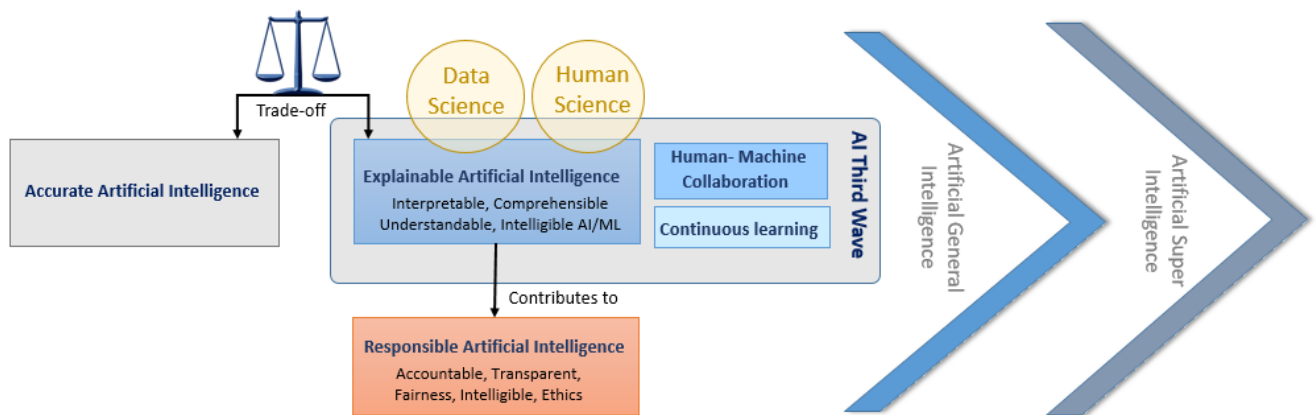 Data
Science
Human
Science
Trade-off
Accurate Artificial Intelligence
Explainable Artificial Intelligence
Interpretable, Comprehensible
Understandable, Intelligible AI/ML
Human- Machine
Collaboration
Continuous learning
AI Third Wave
Artificial General
Intelligence
Artificial Super
Intelligence
Contributes to
Responsible Artificial Intelligence
Accountable, Transparent,
Fairness, Intelligible, Ethics